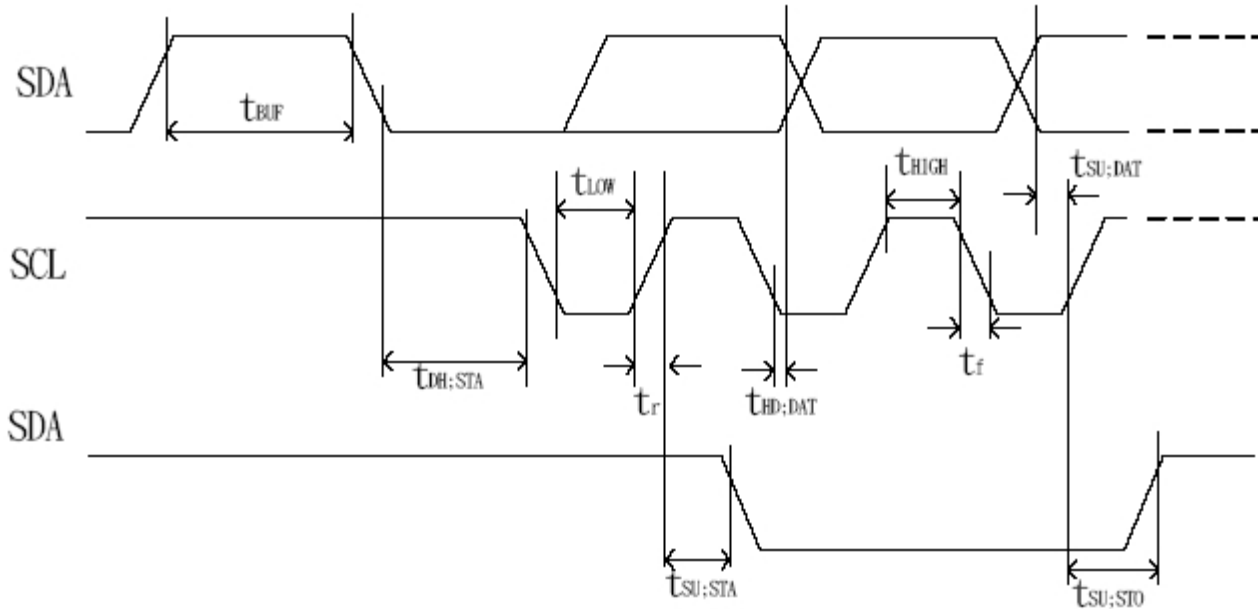 SDA
tBUF
tLOW
tHIGH
tSU;DAT
SCL
tDH;STA
tr
tHD;DAT
tf
SDA
tSU;STA
tSU;STO